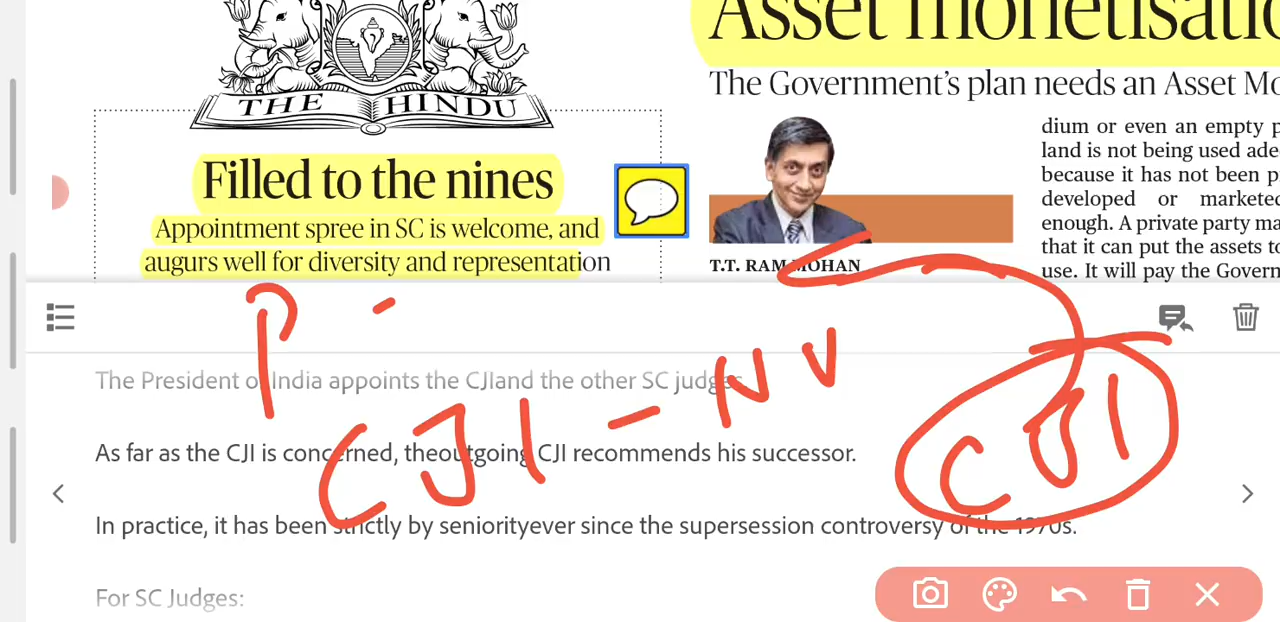 THE HINDU
Filled to the nines
Appointment spree in SC is welcome, and
augurs well for diversity and representation
Asset Monetisatio
The Government's plan needs an Asset Mo
T.T. RAM MOHAN
dium or even an empty p
land is not being used ade
because it has not been p
developed or marketed
enough. A private party ma
that it can put the assets to
use. It will pay the Govern
P -
CJI - NV
CJI
The President of India appoints the CJIand the other SC judges.
As far as the CJI is concerned, theoutgoing CJI recommends his successor.
In practice, it has been strictly by seniorityever since the supersession controversy of the 1970s.
For SC Judges: